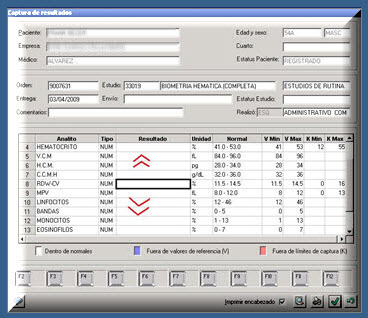 Captura de resultados
Paciente: Edad y sexo: 54A MASC
Empresa: Cuarto:
Médico: ALVAREZ Estatus Paciente: REGISTRADO
Orden: 9007631 Estudio: 33019 BIOMETRIA HEMATICA (COMPLETA) ESTUDIOS DE RUTINA
Entrega: 03/04/2009 Envío: Estatus Estudio:
Comentarios: Realizó: ESQ ADMINISTRATIVO COM
Analito Tipo Resultado Unidad Normal V Min V Max K Min K Max
4 HEMATOCRITO NUM % 41.0 - 53.0 41 53 12 55
5 V.C.M NUM fL 84.0 - 96.0 84 96
6 H.C.M. NUM pg 28.0 - 34.0 28 34
7 C.C.M.H NUM g/dL 32.0 - 36.0 32 36
8 RDW-CV NUM % 11.5 - 14.5 11.5 14.5 0 16
9 MPV NUM fL 8.0 - 12.0 8 12 0 13
10 LINFOCITOS NUM % 12 - 46 12 46
11 BANDAS NUM % 0 - 5 0 5
12 MONOCITOS NUM % 1 - 13 1 13
13 EOSINOFILOS NUM % 0 - 7 0 7
Dentro de normales Fuera de valores de referencia (V) Fuera de límites de captura (K)
F2 F3 F4 F5 F6 F7 F8 F9 F10 F11 F12
Imprimir encabezado